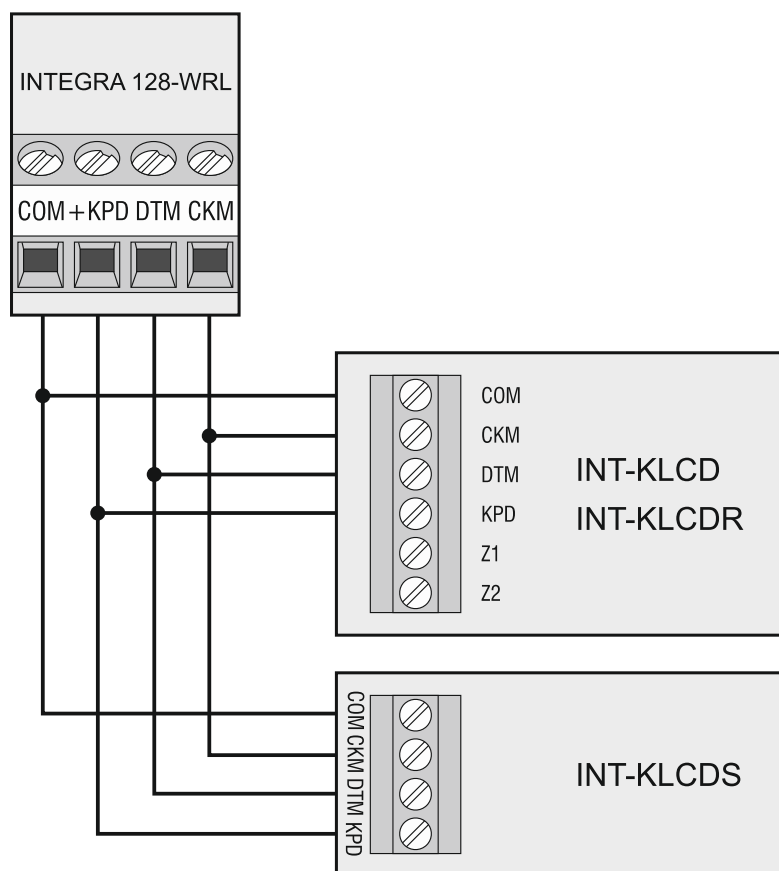 INTEGRA 128-WRL
COM +KPD DTM CKM
COM
CKM
DTM
KPD
Z1
Z2
INT-KLCD
INT-KLCDR
COM CKM DTM KPD
INT-KLCDS